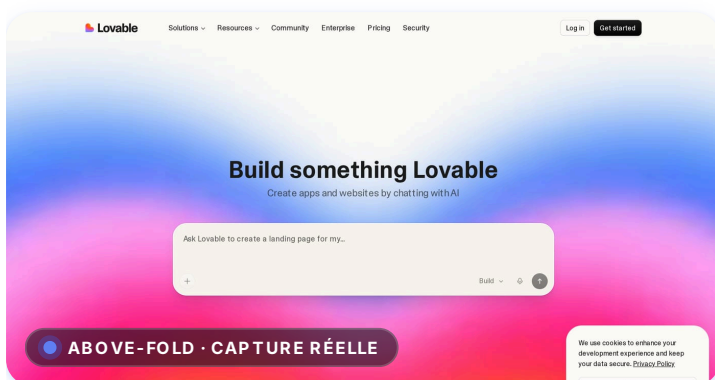 Lovable
Solutions Resources Community Enterprise Pricing Security
Log in Get started
Build something Lovable
Create apps and websites by chatting with AI
Ask Lovable to create a landing page for my...
Build
ABOVE-FOLD · CAPTURE RÉELLE
We use cookies to enhance your
development experience and keep
your data secure. Privacy Policy